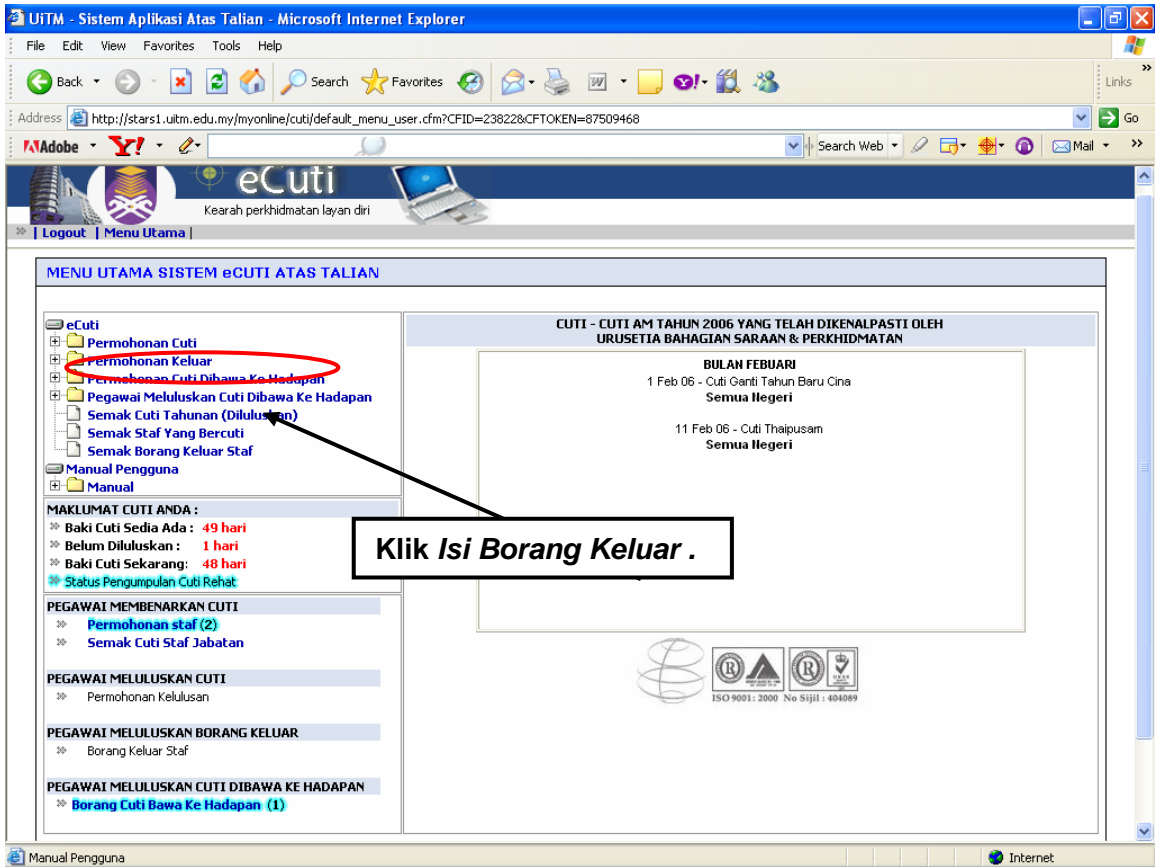 UiTM - Sistem Aplikasi Atas Talian - Microsoft Internet Explorer
File Edit View Favorites Tools Help
Back Search Favorites Links
Address http://stars1.uitm.edu.my/myonline/cuti/default_menu_user.cfm?CFID=23822&CFTOKEN=87509468 Go
Adobe Y! Search Web Mail
eCuti
Kearah perkhidmatan layan diri
| Logout | Menu Utama |
MENU UTAMA SISTEM eCUTI ATAS TALIAN
eCuti
Permohonan Cuti
Permohonan Keluar
Permohonan Cuti Dibawa Ke Hadapan
Pegawai Meluluskan Cuti Dibawa Ke Hadapan
Semak Cuti Tahunan (Diluluskan)
Semak Staf Yang Bercuti
Semak Borang Keluar Staf
Manual Pengguna
Manual
MAKLUMAT CUTI ANDA :
Baki Cuti Sedia Ada : 49 hari
Belum Diluluskan : 1 hari
Baki Cuti Sekarang: 48 hari
Status Pengumpulan Cuti Rehat
PEGAWAI MEMBENARKAN CUTI
Permohonan staf (2)
Semak Cuti Staf Jabatan
PEGAWAI MELULUSKAN CUTI
Permohonan Kelulusan
PEGAWAI MELULUSKAN BORANG KELUAR
Borang Keluar Staf
PEGAWAI MELULUSKAN CUTI DIBAWA KE HADAPAN
Borang Cuti Bawa Ke Hadapan (1)
CUTI - CUTI AM TAHUN 2006 YANG TELAH DIKENALPASTI OLEH
URUSETIA BAHAGIAN SARAAN & PERKHIDMATAN
BULAN FEBUARI
1 Feb 06 - Cuti Ganti Tahun Baru Cina
Semua Negeri
11 Feb 06 - Cuti Thaipusam
Semua Negeri
Klik Isi Borang Keluar .
ISO 9001: 2000 No Sijil : 404089
Manual Pengguna Internet